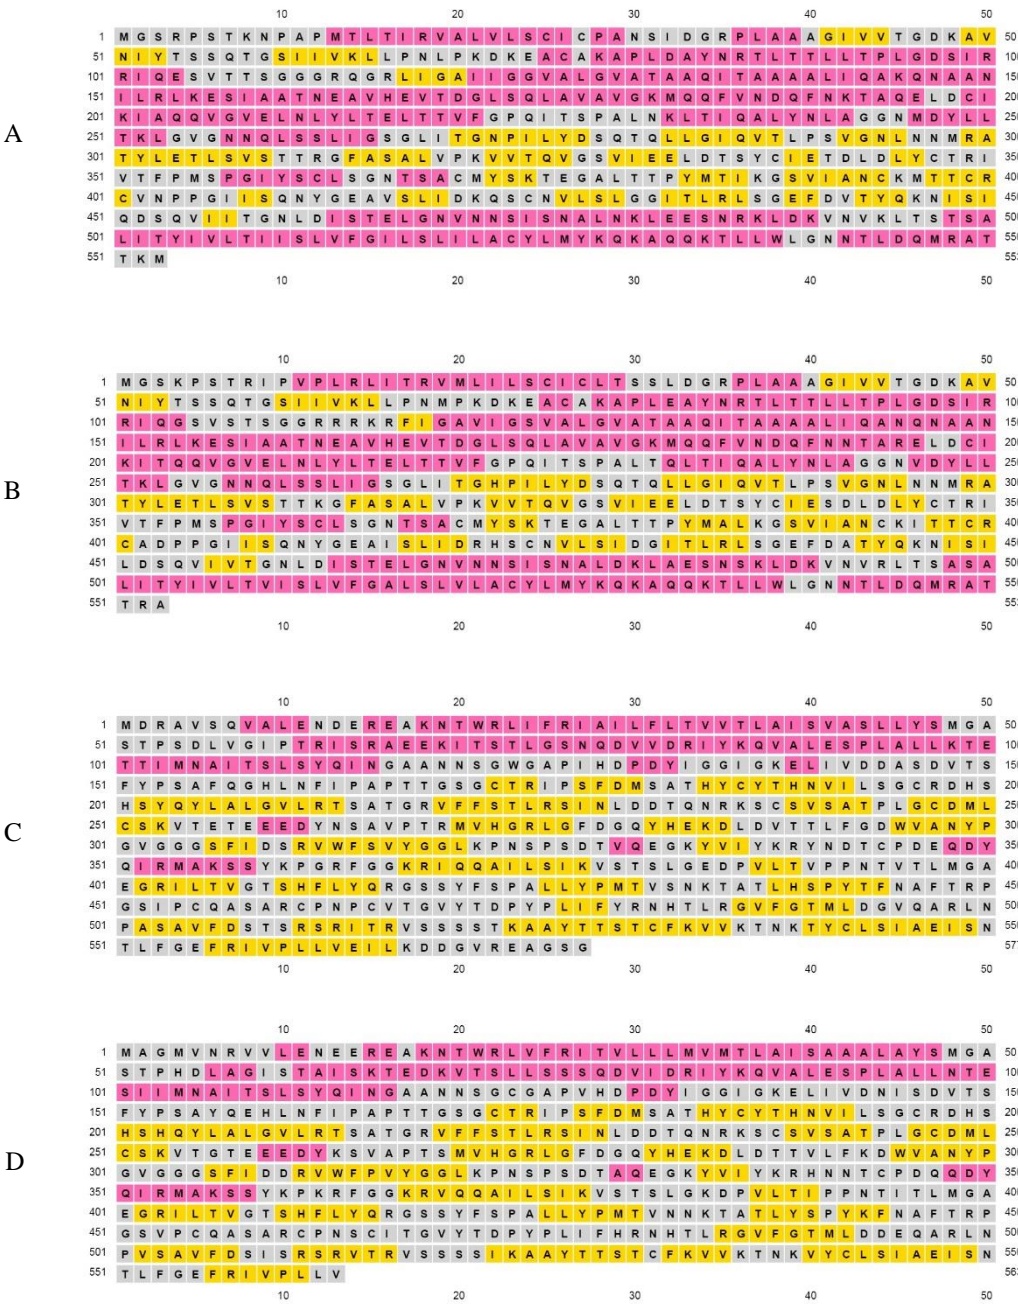 10 20 30 40 50
1 M G S R P S T K N P A P M T L T I R V A L V L S C I C P A N S I D G R P L A A A G I V V T G D K A V 50
51 N I Y T S S Q T G S I I V K L L P N L P K D K E A C A K A P L D A Y N R T L T T L L T P L G D S I R 100
101 R I Q E S V T T S G G G R Q G R L I G A I I G G V A L G V A T A A Q I T A A A A L I Q A K Q N A A N 150
151 I L R L K E S I A A T N E A V H E V T D G L S Q L A V A V G K M Q Q F V N D Q F N K T A Q E L D C I 200
201 K I A Q Q V G V E L N L Y L T E L T T V F G P Q I T S P A L N K L T I Q A L Y N L A G G N M D Y L L 250
A
251 T K L G V G N N Q L S S L I G S G L I T G N P I L Y D S Q T Q L L G I Q V T L P S V G N L N N M R A 300
301 T Y L E T L S V S T T R G F A S A L V P K V V T Q V G S V I E E L D T S Y C I E T D L D L Y C T R I 350
351 V T F P M S P G I Y S C L S G N T S A C M Y S K T E G A L T T P Y M T I K G S V I A N C K M T T C R 400
401 C V N P P G I I S Q N Y G E A V S L I D K Q S C N V L S L G G I T L R L S G E F D V T Y Q K N I S I 450
451 Q D S Q V I I T G N L D I S T E L G N V N N S I S N A L N K L E E S N R K L D K V N V K L T S T S A 500
501 L I T Y I V L T I I S L V F G I L S L I L A C Y L M Y K Q K A Q Q K T L L W L G N N T L D Q M R A T 550
551 T K M 553
10 20 30 40 50
10 20 30 40 50
1 M G S K P S T R I P V P L R L I T R V M L I L S C I C L T S S L D G R P L A A A G I V V T G D K A V 50
51 N I Y T S S Q T G S I I V K L L P N M P K D K E A C A K A P L E A Y N R T L T T L L T P L G D S I R 100
101 R I Q G S V S T S G G R R R K R F I G A V I G S V A L G V A T A A Q I T A A A A L I Q A N Q N A A N 150
151 I L R L K E S I A A T N E A V H E V T D G L S Q L A V A V G K M Q Q F V N D Q F N N T A R E L D C I 200
201 K I T Q Q V G V E L N L Y L T E L T T V F G P Q I T S P A L T Q L T I Q A L Y N L A G G N V D Y L L 250
B
251 T K L G V G N N Q L S S L I G S G L I T G H P I L Y D S Q T Q L L G I Q V T L P S V G N L N N M R A 300
301 T Y L E T L S V S T T K G F A S A L V P K V V T Q V G S V I E E L D T S Y C I E S D L D L Y C T R I 350
351 V T F P M S P G I Y S C L S G N T S A C M Y S K T E G A L T T P Y M A L K G S V I A N C K I T T C R 400
401 C A D P P G I I S Q N Y G E A I S L I D R H S C N V L S I D G I T L R L S G E F D A T Y Q K N I S I 450
451 L D S Q V I V T G N L D I S T E L G N V N N S I S N A L D K L A E S N S K L D K V N V R L T S A S A 500
501 L I T Y I V L T V I S L V F G A L S L V L A C Y L M Y K Q K A Q Q K T L L W L G N N T L D Q M R A T 550
551 T R A 553
10 20 30 40 50
10 20 30 40 50
1 M D R A V S Q V A L E N D E R E A K N T W R L I F R I A I L F L T V V T L A I S V A S L L Y S M G A 50
51 S T P S D L V G I P T R I S R A E E K I T S T L G S N Q D V V D R I Y K Q V A L E S P L A L L K T E 100
101 T T I M N A I T S L S Y Q I N G A A N N S G W G A P I H D P D Y I G G I G K E L I V D D A S D V T S 150
151 F Y P S A F Q G H L N F I P A P T T G S G C T R I P S F D M S A T H Y C Y T H N V I L S G C R D H S 200
201 H S Y Q Y L A L G V L R T S A T G R V F F S T L R S I N L D D T Q N R K S C S V S A T P L G C D M L 250
251 C S K V T E T E E E D Y N S A V P T R M V H G R L G F D G Q Y H E K D L D V T T L F G D W V A N Y P 300
C
301 G V G G G S F I D S R V W F S V Y G G L K P N S P S D T V Q E G K Y V I Y K R Y N D T C P D E Q D Y 350
351 Q I R M A K S S Y K P G R F G G K R I Q Q A I L S I K V S T S L G E D P V L T V P P N T V T L M G A 400
401 E G R I L T V G T S H F L Y Q R G S S Y F S P A L L Y P M T V S N K T A T L H S P Y T F N A F T R P 450
451 G S I P C Q A S A R C P N P C V T G V Y T D P Y P L I F Y R N H T L R G V F G T M L D G V Q A R L N 500
501 P A S A V F D S T S R S R I T R V S S S S T K A A Y T T S T C F K V V K T N K T Y C L S I A E I S N 550
551 T L F G E F R I V P L L V E I L K D D G V R E A G S G 577
10 20 30 40 50
10 20 30 40 50
1 M A G M V N R V V L E N E E R E A K N T W R L V F R I T V L L L M V M T L A I S A A A L A Y S M G A 50
51 S T P H D L A G I S T A I S K T E D K V T S L L S S S Q D V I D R I Y K Q V A L E S P L A L L N T E 100
101 S I I M N A I T S L S Y Q I N G A A N N S G C G A P V H D P D Y I G G I G K E L I V D N I S D V T S 150
151 F Y P S A Y Q E H L N F I P A P T T G S G C T R I P S F D M S A T H Y C Y T H N V I L S G C R D H S 200
201 H S H Q Y L A L G V L R T S A T G R V F F S T L R S I N L D D T Q N R K S C S V S A T P L G C D M L 250
D
251 C S K V T G T E E E D Y K S V A P T S M V H G R L G F D G Q Y H E K D L D T T V L F K D W V A N Y P 300
301 G V G G G S F I D D R V W F P V Y G G L K P N S P S D T A Q E G K Y V I Y K R H N N T C P D Q Q D Y 350
351 Q I R M A K S S Y K P K R F G G K R V Q Q A I L S I K V S T S L G K D P V L T I P P N T I T L M G A 400
401 E G R I L T V G T S H F L Y Q R G S S Y F S P A L L Y P M T V N N K T A T L Y S P Y K F N A F T R P 450
451 G S V P C Q A S A R C P N S C I T G V Y T D P Y P L I F H R N H T L R G V F G T M L D D E Q A R L N 500
501 P V S A V F D S I S R S R V T R V S S S S I K A A Y T T S T C F K V V K T N K V Y C L S I A E I S N 550
551 T L F G E F R I V P L L V 563
10 20 30 40 50